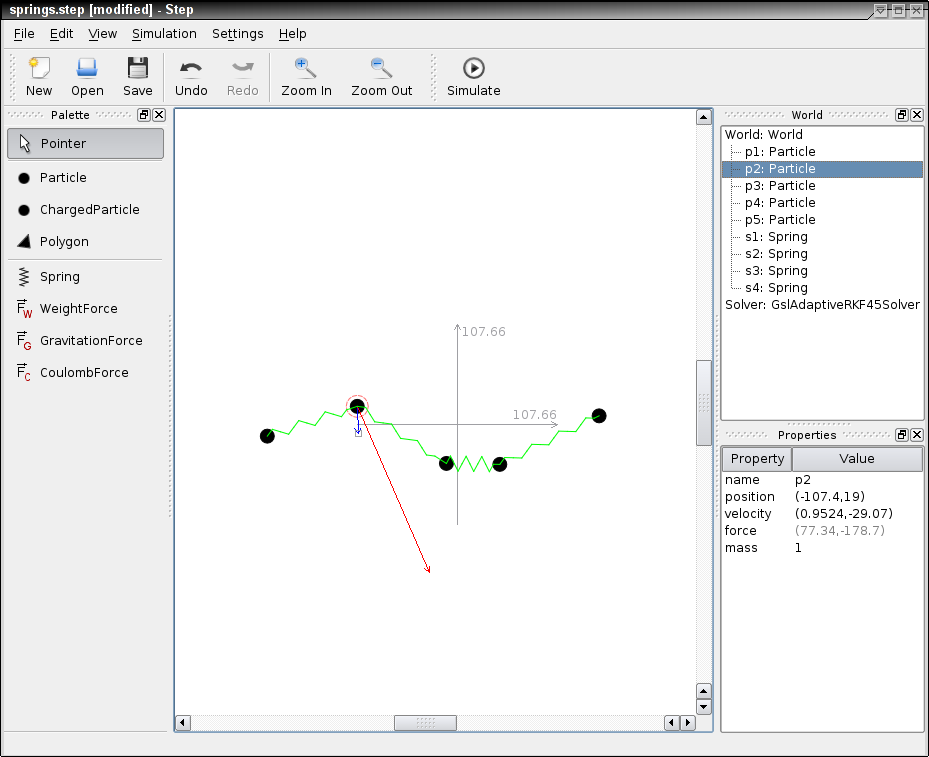 springs.step [modified] - Step
File Edit View Simulation Settings Help
New Open Save Undo Redo Zoom In Zoom Out Simulate
Palette
Pointer
Particle
ChargedParticle
Polygon
Spring
F W WeightForce
F G GravitationForce
F C CoulombForce
107.66
107.66
World
World: World
p1: Particle
p2: Particle
p3: Particle
p4: Particle
p5: Particle
s1: Spring
s2: Spring
s3: Spring
s4: Spring
Solver: GslAdaptiveRKF45Solver
Properties
Property Value
name p2
position (-107.4,19)
velocity (0.9524,-29.07)
force (77.34,-178.7)
mass 1